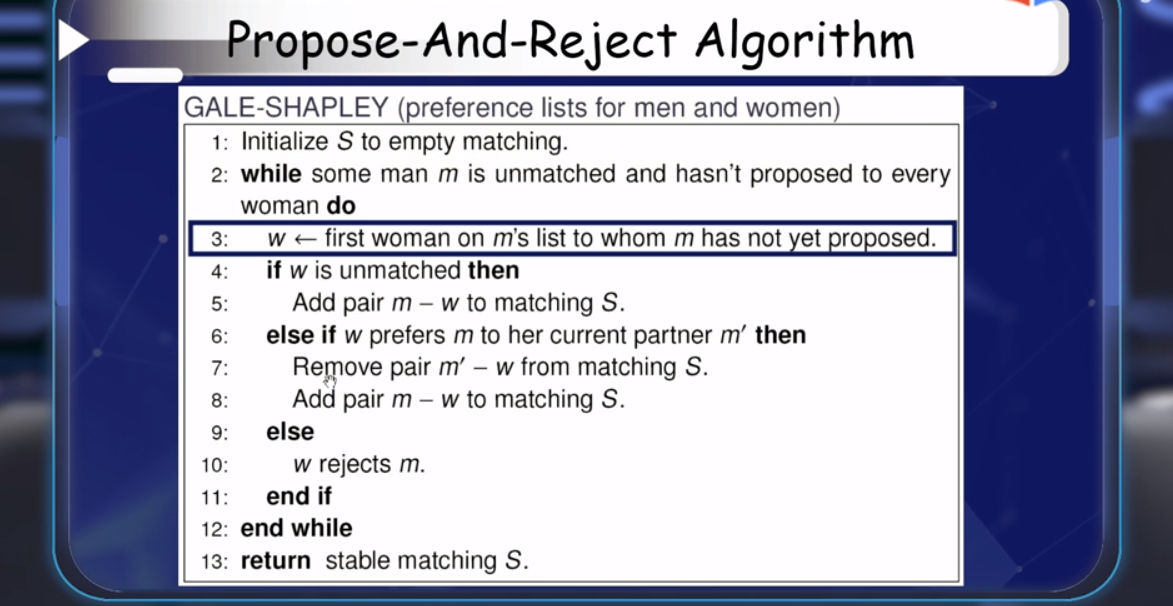 Propose-And-Reject Algorithm
GALE-SHAPLEY (preference lists for men and women)
1: Initialize S to empty matching.
2: while some man m is unmatched and hasn't proposed to every
woman do
3: w ← first woman on m's list to whom m has not yet proposed.
4: if w is unmatched then
5: Add pair m – w to matching S.
6: else if w prefers m to her current partner m′ then
7: Remove pair m′ – w from matching S.
8: Add pair m – w to matching S.
9: else
10: w rejects m.
11: end if
12: end while
13: return stable matching S.